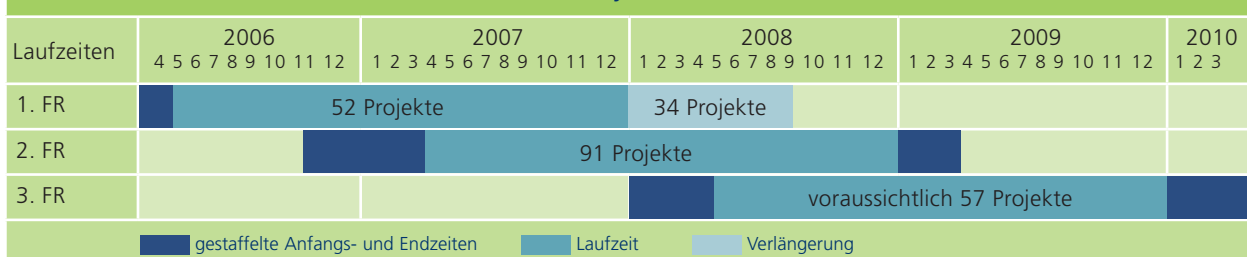 2006 2007 2008 2009 2010
Laufzeiten 4 5 6 7 8 9 10 11 12 1 2 3 4 5 6 7 8 9 10 11 12 1 2 3 4 5 6 7 8 9 10 11 12 1 2 3 4 5 6 7 8 9 10 11 12 1 2 3
1. FR 52 Projekte 34 Projekte
2. FR 91 Projekte
3. FR voraussichtlich 57 Projekte
gestaffelte Anfangs- und Endzeiten Laufzeit Verlängerung